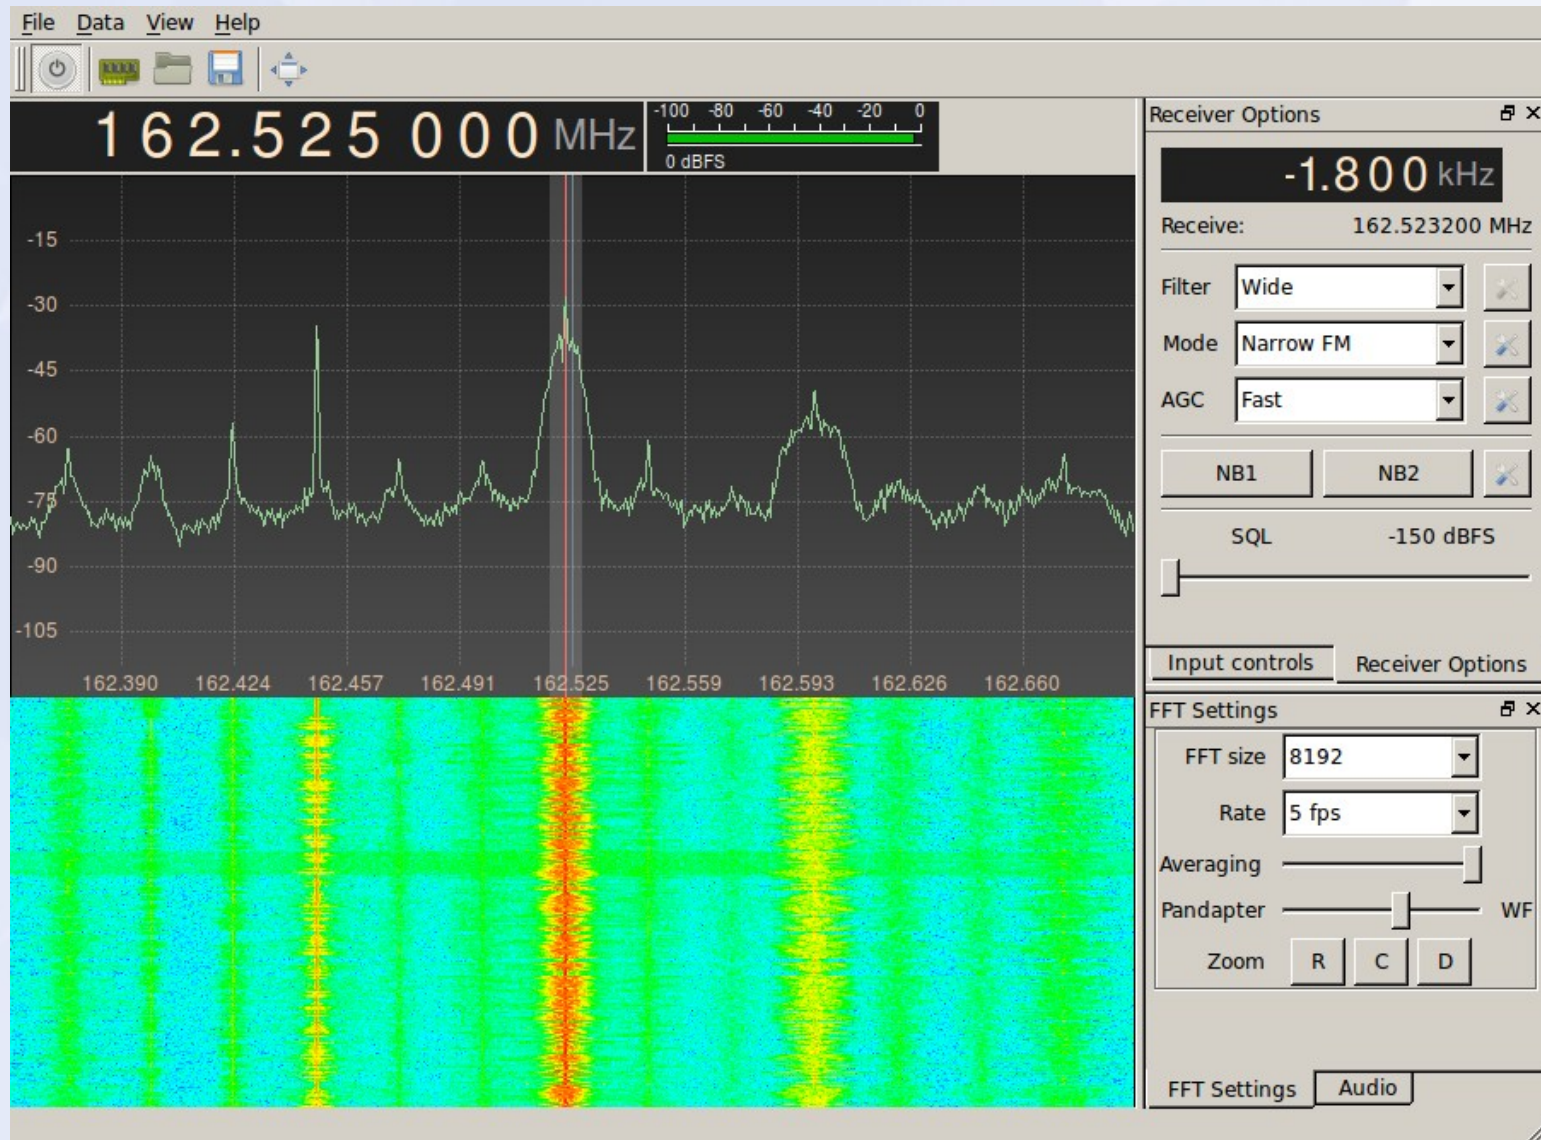 File Data View Help
162.525 000 MHz
-100 -80 -60 -40 -20 0
0 dBFS
-15
-30
-45
-60
-75
-90
-105
162.390 162.424 162.457 162.491 162.525 162.559 162.593 162.626 162.660
Receiver Options
-1.800 kHz
Receive: 162.523200 MHz
Filter Wide
Mode Narrow FM
AGC Fast
NB1 NB2
SQL -150 dBFS
Input controls Receiver Options
FFT Settings
FFT size 8192
Rate 5 fps
Averaging
Pandapter WF
Zoom R C D
FFT Settings Audio